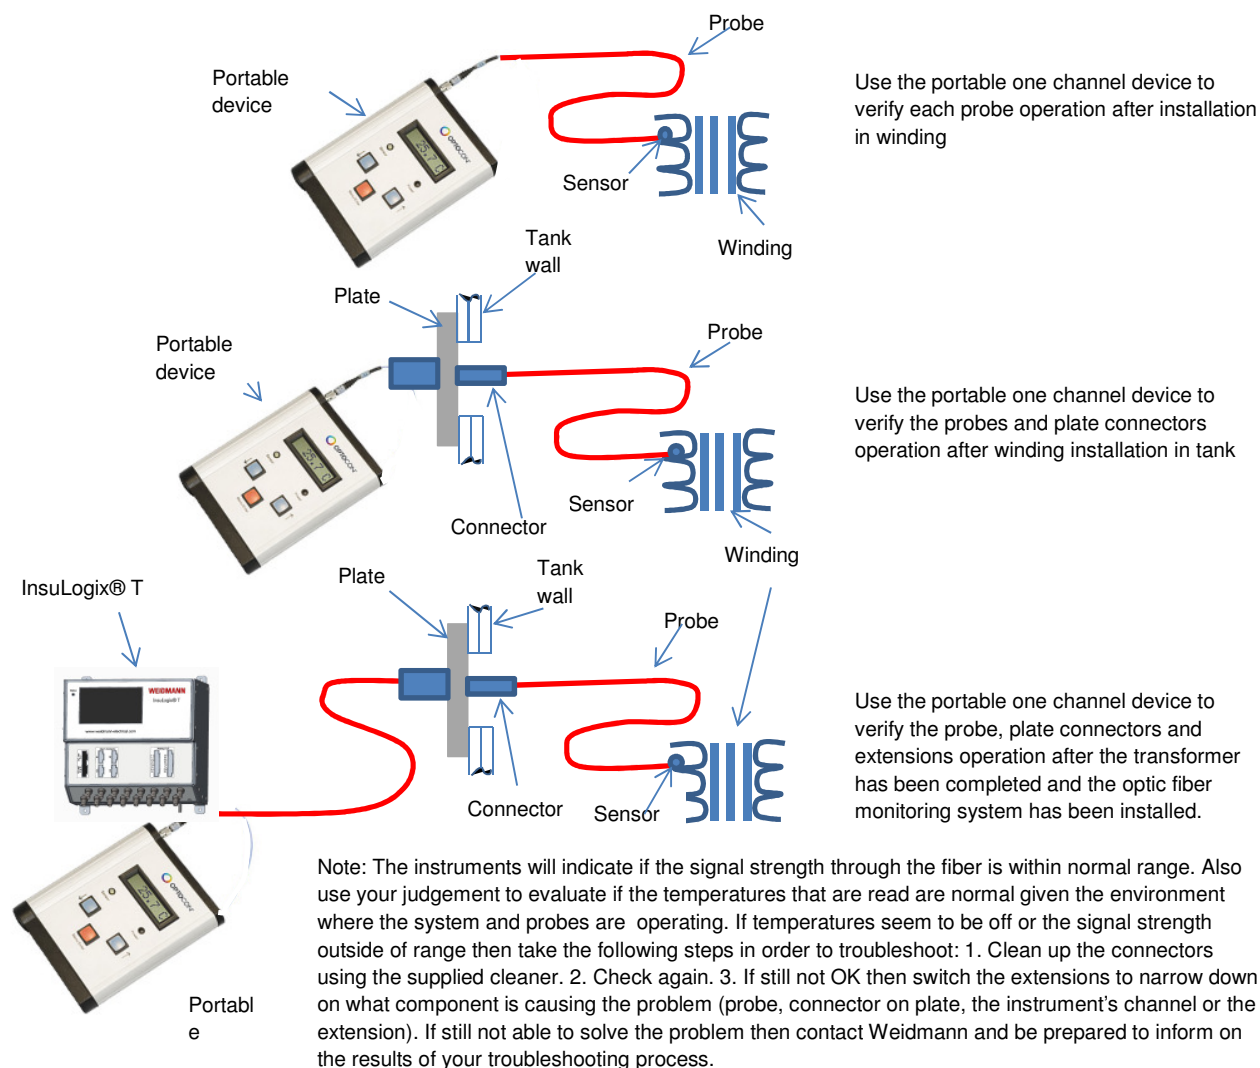 Probe
Portable
device
Use the portable one channel device to
verify each probe operation after installation
in winding
25.7 C
OPTOCON
Sensor
Winding
Tank
wall
Plate
Probe
Portable
device
Use the portable one channel device to
verify the probes and plate connectors
operation after winding installation in tank
25.7 C
OPTOCON
Sensor
Connector
Winding
InsuLogix® T
Plate
Tank
wall
Probe
WEIDMANN
InsuLogix® T
Use the portable one channel device to
verify the probe, plate connectors and
extensions operation after the transformer
has been completed and the optic fiber
monitoring system has been installed.
Connector
Sensor
Winding
25.7 C
OPTOCON
Portabl
e
Note: The instruments will indicate if the signal strength through the fiber is within normal range. Also
use your judgement to evaluate if the temperatures that are read are normal given the environment
where the system and probes are  operating. If temperatures seem to be off or the signal strength
outside of range then take the following steps in order to troubleshoot: 1. Clean up the connectors
using the supplied cleaner. 2. Check again. 3. If still not OK then switch the extensions to narrow down
on what component is causing the problem (probe, connector on plate, the instrument’s channel or the
extension). If still not able to solve the problem then contact Weidmann and be prepared to inform on
the results of your troubleshooting process.